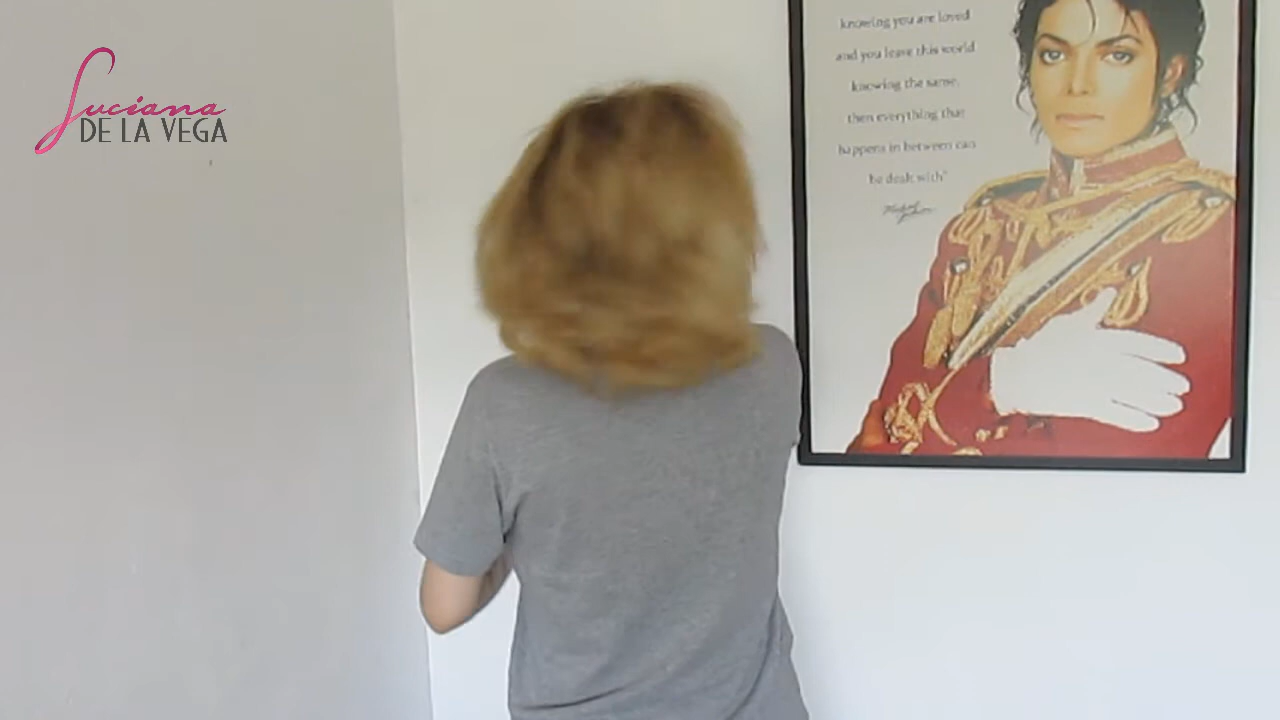 Luciana
DE LA VEGA
knowing you are loved
and you leave this world
knowing the same,
then everything that
happens in between can
be dealt with"